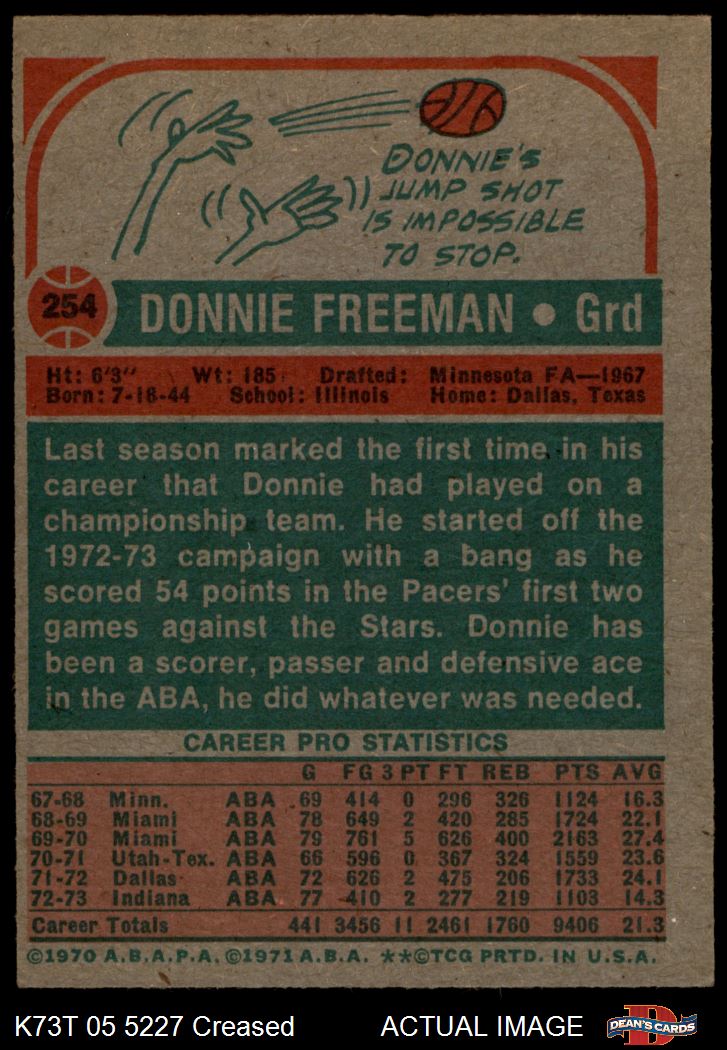 DONNIE'S
JUMP SHOT
IS IMPOSSIBLE
TO STOP.
254 DONNIE FREEMAN • Grd
Ht: 6'3" Wt: 185 Drafted: Minnesota FA—1967
Born: 7-18-44 School: Illinois Home: Dallas, Texas
Last season marked the first time in his
career that Donnie had played on a
championship team. He started off the
1972-73 campaign with a bang as he
scored 54 points in the Pacers' first two
games against the Stars. Donnie has
been a scorer, passer and defensive ace
in the ABA, he did whatever was needed.
CAREER PRO STATISTICS
G FG 3PT FT REB PTS AVG
67-68 Minn. ABA 69 414 0 296 326 1124 16.3
68-69 Miami ABA 78 649 2 420 285 1724 22.1
69-70 Miami ABA 79 761 5 626 400 2163 27.4
70-71 Utah-Tex. ABA 66 596 0 367 324 1559 23.6
71-72 Dallas ABA 72 626 2 475 206 1733 24.1
72-73 Indiana ABA 77 410 2 277 219 1103 14.3
Career Totals 441 3456 11 2461 1760 9406 21.3
©1970 A.B.A.P.A. ©1971 A.B.A. **©TCG PRTD. IN U.S.A.
K73T 05 5227 Creased ACTUAL IMAGE DEAN'S CARDS